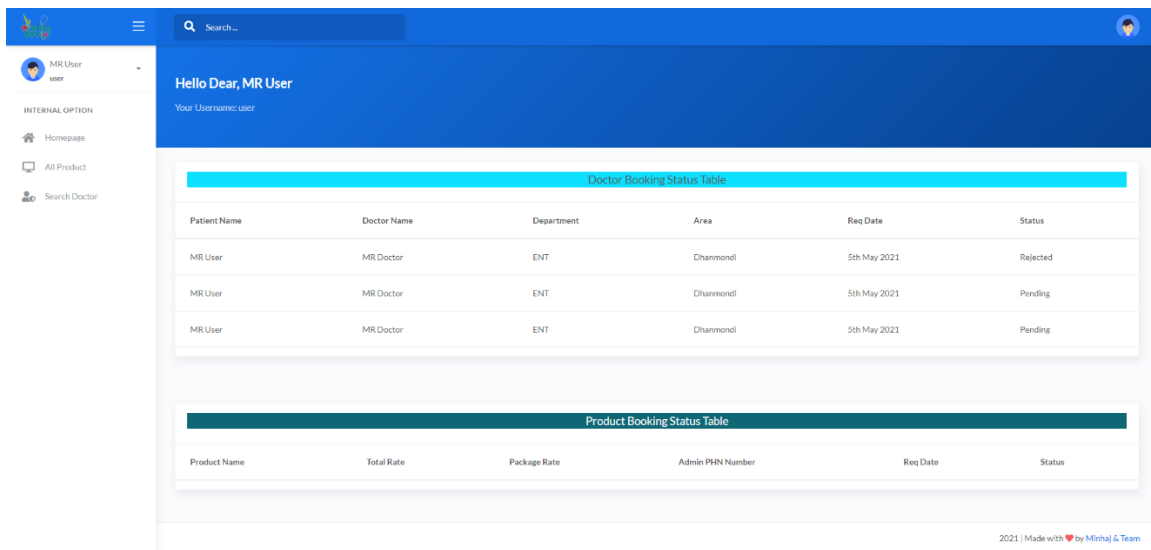 Search...
MR User
user
INTERNAL OPTION
Homepage
All Product
Search Doctor
Hello Dear, MR User
Your Username: user
Doctor Booking Status Table
Patient Name Doctor Name Department Area Req Date Status
MR User MR Doctor ENT Dhanmondi 5th May 2021 Rejected
MR User MR Doctor ENT Dhanmondi 5th May 2021 Pending
MR User MR Doctor ENT Dhanmondi 5th May 2021 Pending
Product Booking Status Table
Product Name Total Rate Package Rate Admin PHN Number Req Date Status
2021 | Made with ❤ by Minhaj & Team